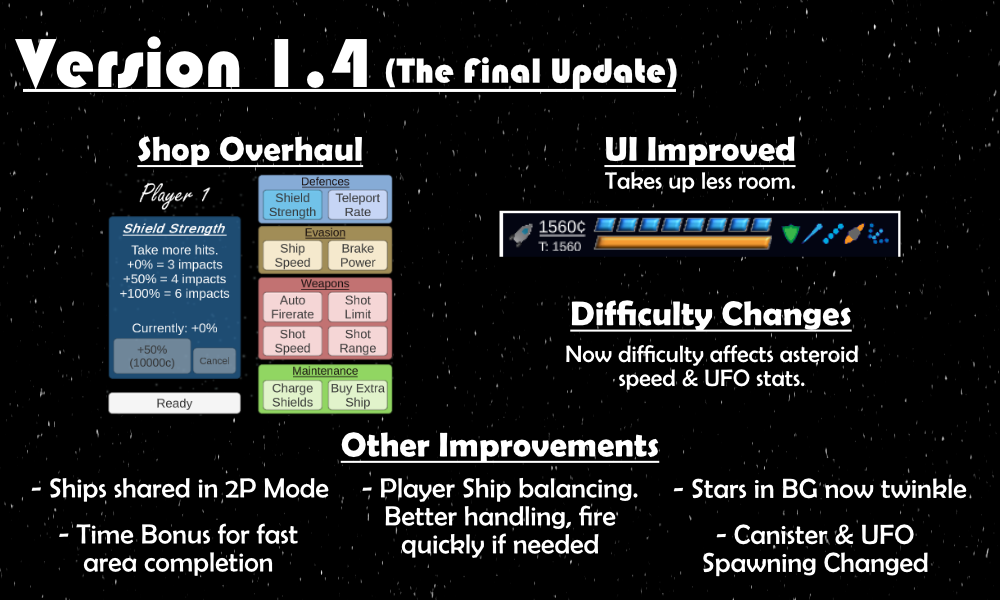 Version 1.4 (The Final Update)
Shop Overhaul
Player 1
Shield Strength
Take more hits.
+0% = 3 impacts
+50% = 4 impacts
+100% = 6 impacts
Currently: +0%
+50%
(10000c)
Cancel
Ready
Defences
Shield
Strength
Teleport
Rate
Evasion
Ship
Speed
Brake
Power
Weapons
Auto
Firerate
Shot
Limit
Shot
Speed
Shot
Range
Maintenance
Charge
Shields
Buy Extra
Ship
UI Improved
Takes up less room.
1560¢
T: 1560
Difficulty Changes
Now difficulty affects asteroid
speed & UFO stats.
Other Improvements
- Ships shared in 2P Mode
- Time Bonus for fast
area completion
- Player Ship balancing.
Better handling, fire
quickly if needed
- Stars in BG now twinkle
- Canister & UFO
Spawning Changed